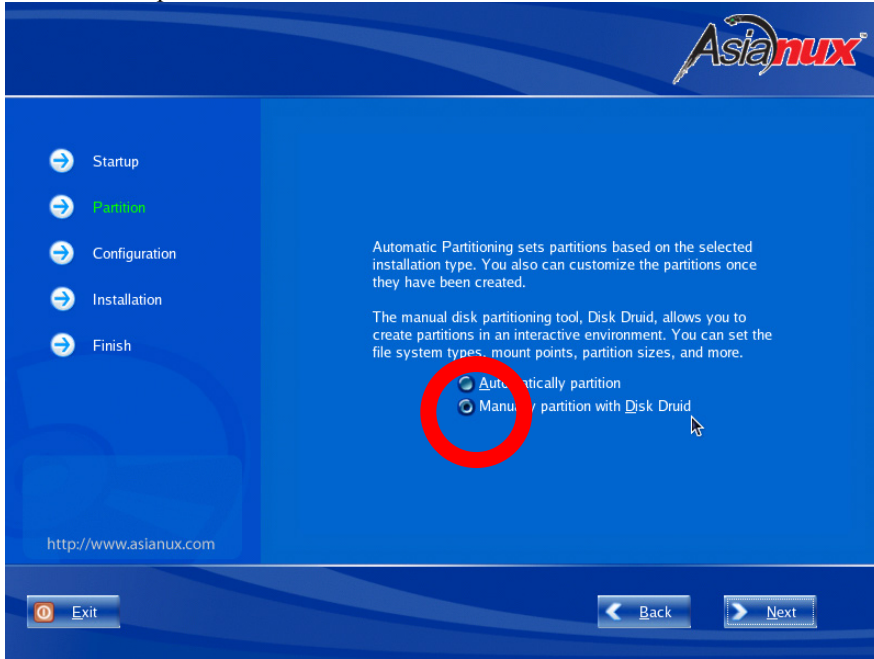 Asianux
Startup
Partition
Configuration
Installation
Finish
Automatic Partitioning sets partitions based on the selected
installation type. You also can customize the partitions once
they have been created.
The manual disk partitioning tool, Disk Druid, allows you to
create partitions in an interactive environment. You can set the
file system types, mount points, partition sizes, and more.
Automatically partition
Manually partition with Disk Druid
http://www.asianux.com
Exit
Back
Next